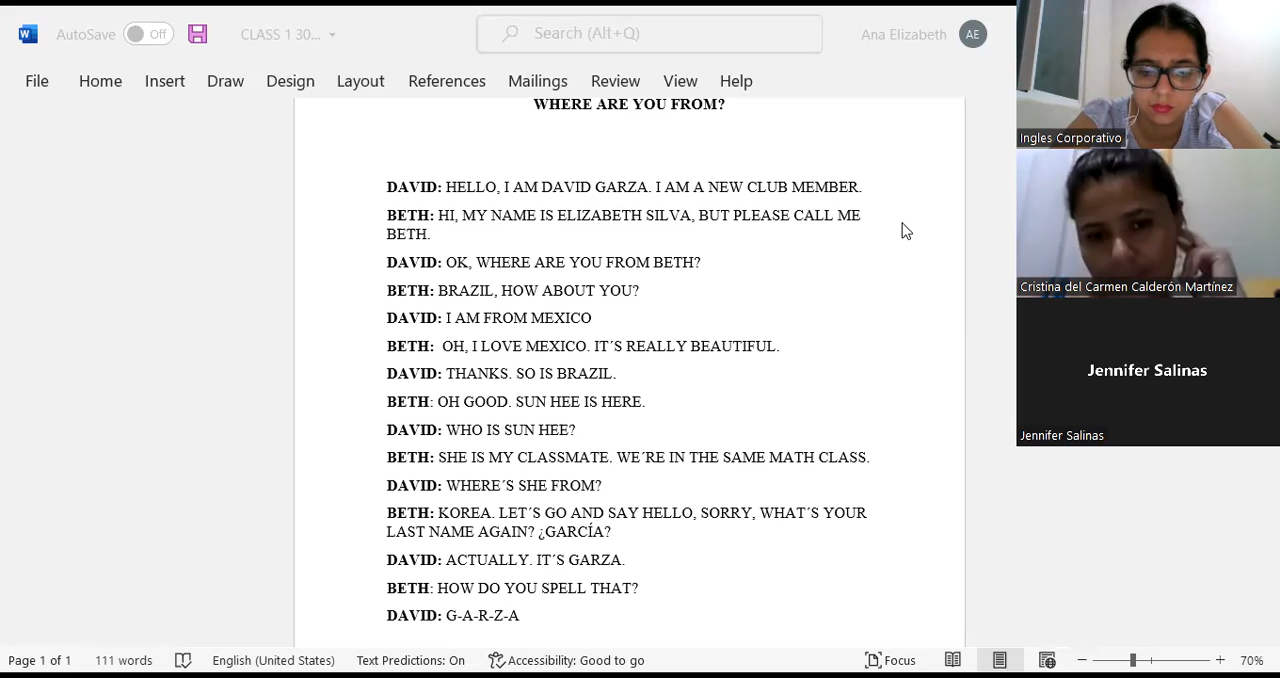 AutoSave Off CLASS 1 30... Search (Alt+Q) Ana Elizabeth AE
File Home Insert Draw Design Layout References Mailings Review View Help
WHERE ARE YOU FROM?
DAVID: HELLO, I AM DAVID GARZA. I AM A NEW CLUB MEMBER.
BETH: HI, MY NAME IS ELIZABETH SILVA, BUT PLEASE CALL ME
BETH.
DAVID: OK, WHERE ARE YOU FROM BETH?
BETH: BRAZIL, HOW ABOUT YOU?
DAVID: I AM FROM MEXICO
BETH: OH, I LOVE MEXICO. IT´S REALLY BEAUTIFUL.
DAVID: THANKS. SO IS BRAZIL.
BETH: OH GOOD. SUN HEE IS HERE.
DAVID: WHO IS SUN HEE?
BETH: SHE IS MY CLASSMATE. WE´RE IN THE SAME MATH CLASS.
DAVID: WHERE´S SHE FROM?
BETH: KOREA. LET´S GO AND SAY HELLO, SORRY, WHAT´S YOUR
LAST NAME AGAIN? ¿GARCÍA?
DAVID: ACTUALLY. IT´S GARZA.
BETH: HOW DO YOU SPELL THAT?
DAVID: G-A-R-Z-A
Page 1 of 1 111 words English (United States) Text Predictions: On Accessibility: Good to go Focus 70%
Ingles Corporativo
Cristina del Carmen Calderón Martínez
Jennifer Salinas
Jennifer Salinas